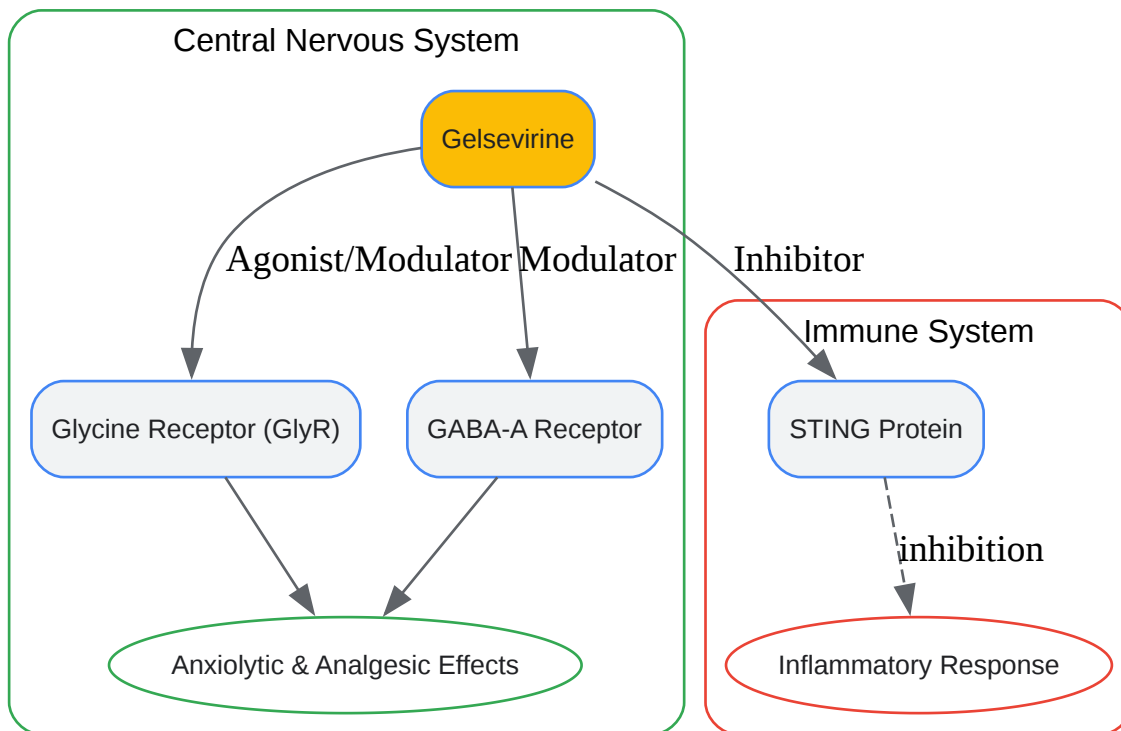 Central Nervous System
Gelsevirine
Agonist/Modulator
Modulator
Inhibitor
Immune System
Glycine Receptor (GlyR)
GABA-A Receptor
STING Protein
inhibition
Anxiolytic & Analgesic Effects
Inflammatory Response